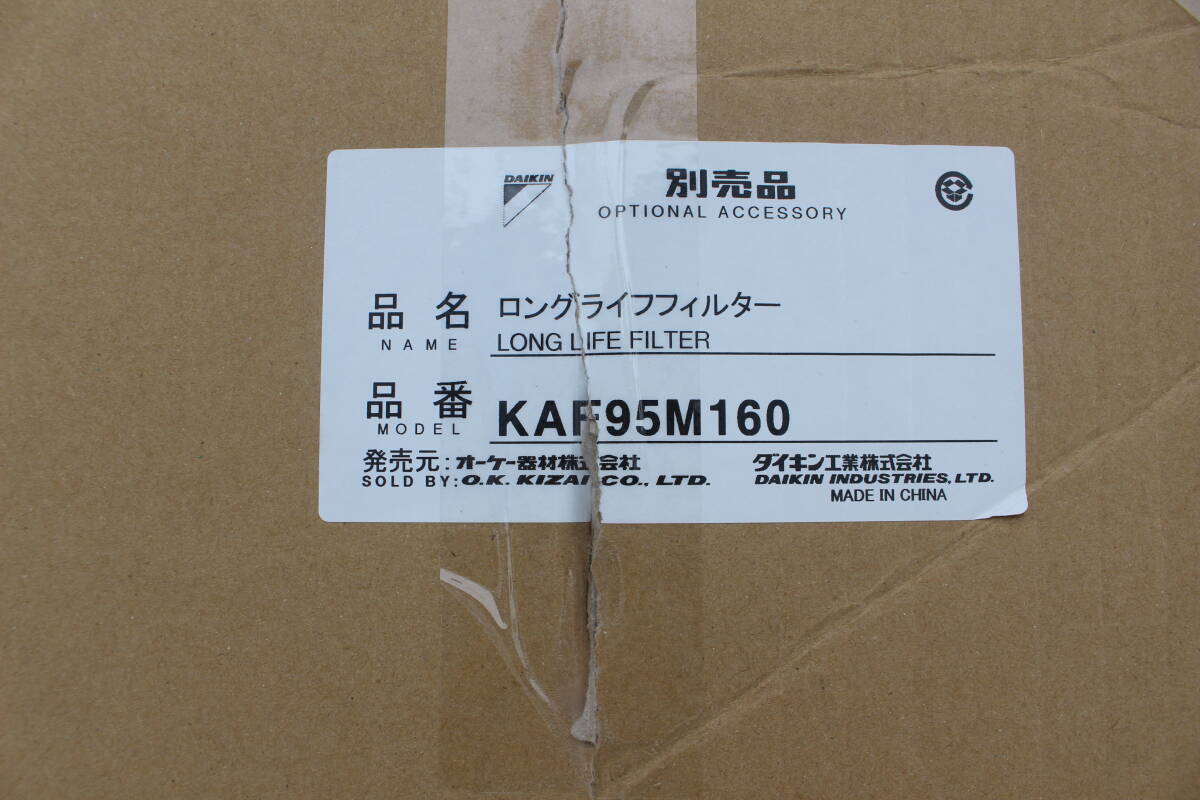 DAIKIN
別売品
OPTIONAL ACCESSORY
品名 ロングライフフィルター
NAME LONG LIFE FILTER
品番 KAF95M160
MODEL
発売元:オーケー器材株式会社 ダイキン工業株式会社
SOLD BY:O.K. KIZAI CO., LTD. DAIKIN INDUSTRIES, LTD.
MADE IN CHINA